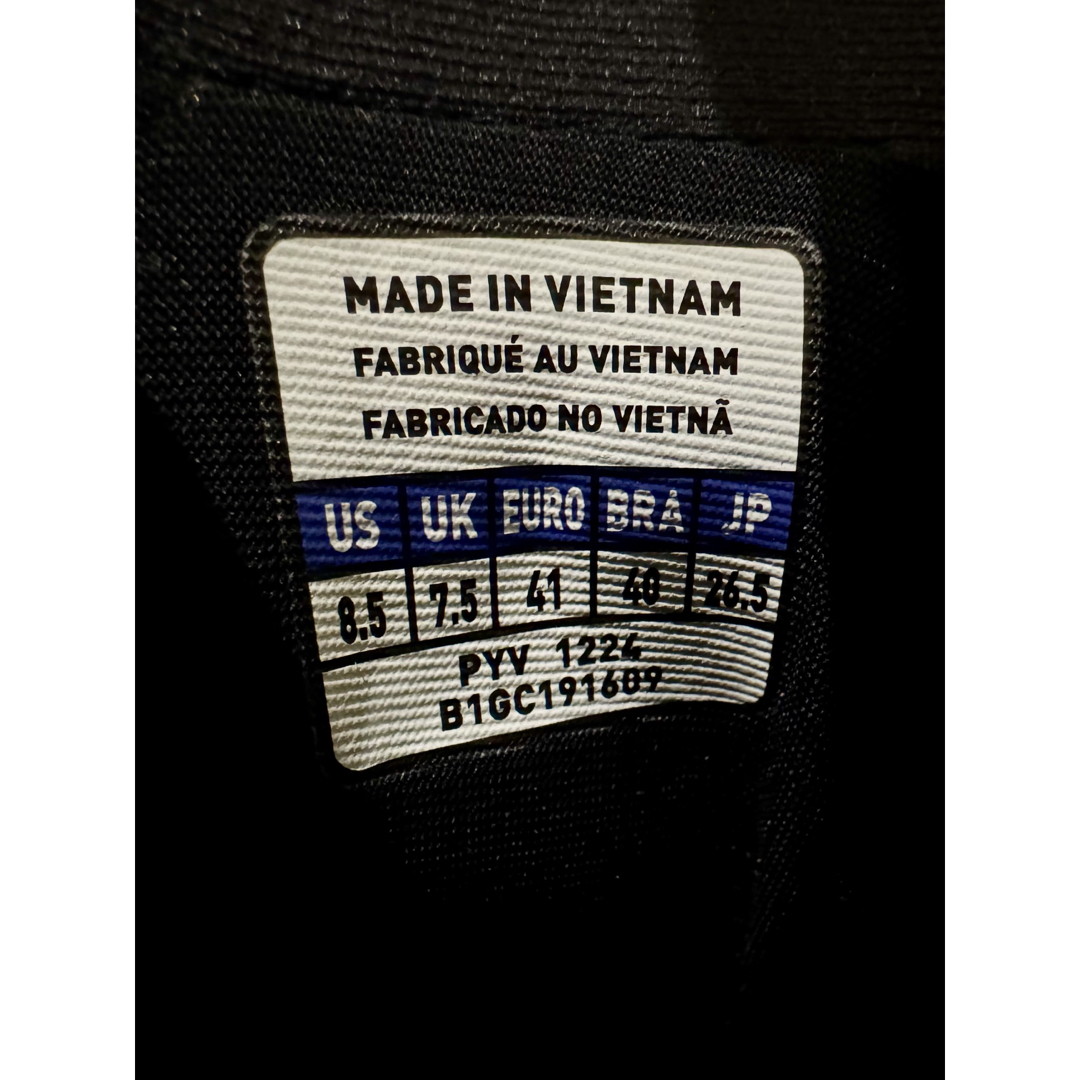 MADE IN VIETNAM
FABRIQUÉ AU VIETNAM
FABRICADO NO VIETNÃ
US UK EURO BRA JP
8.5 7.5 41 40 26.5
PYV 1224
B1GC191609